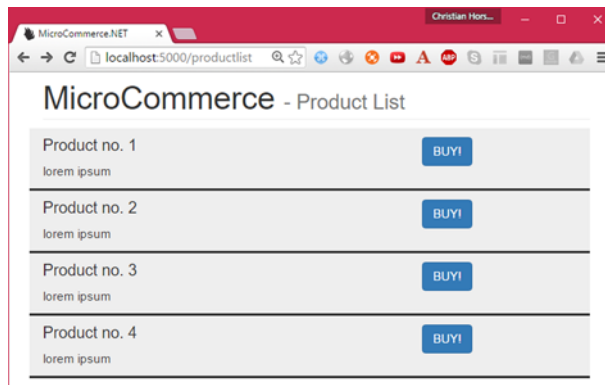 Christian Hors...
MicroCommerce.NET
localhost:5000/productlist
A ABP
MicroCommerce - Product List
Product no. 1
BUY!
lorem ipsum
Product no. 2
BUY!
lorem ipsum
Product no. 3
BUY!
lorem ipsum
Product no. 4
BUY!
lorem ipsum